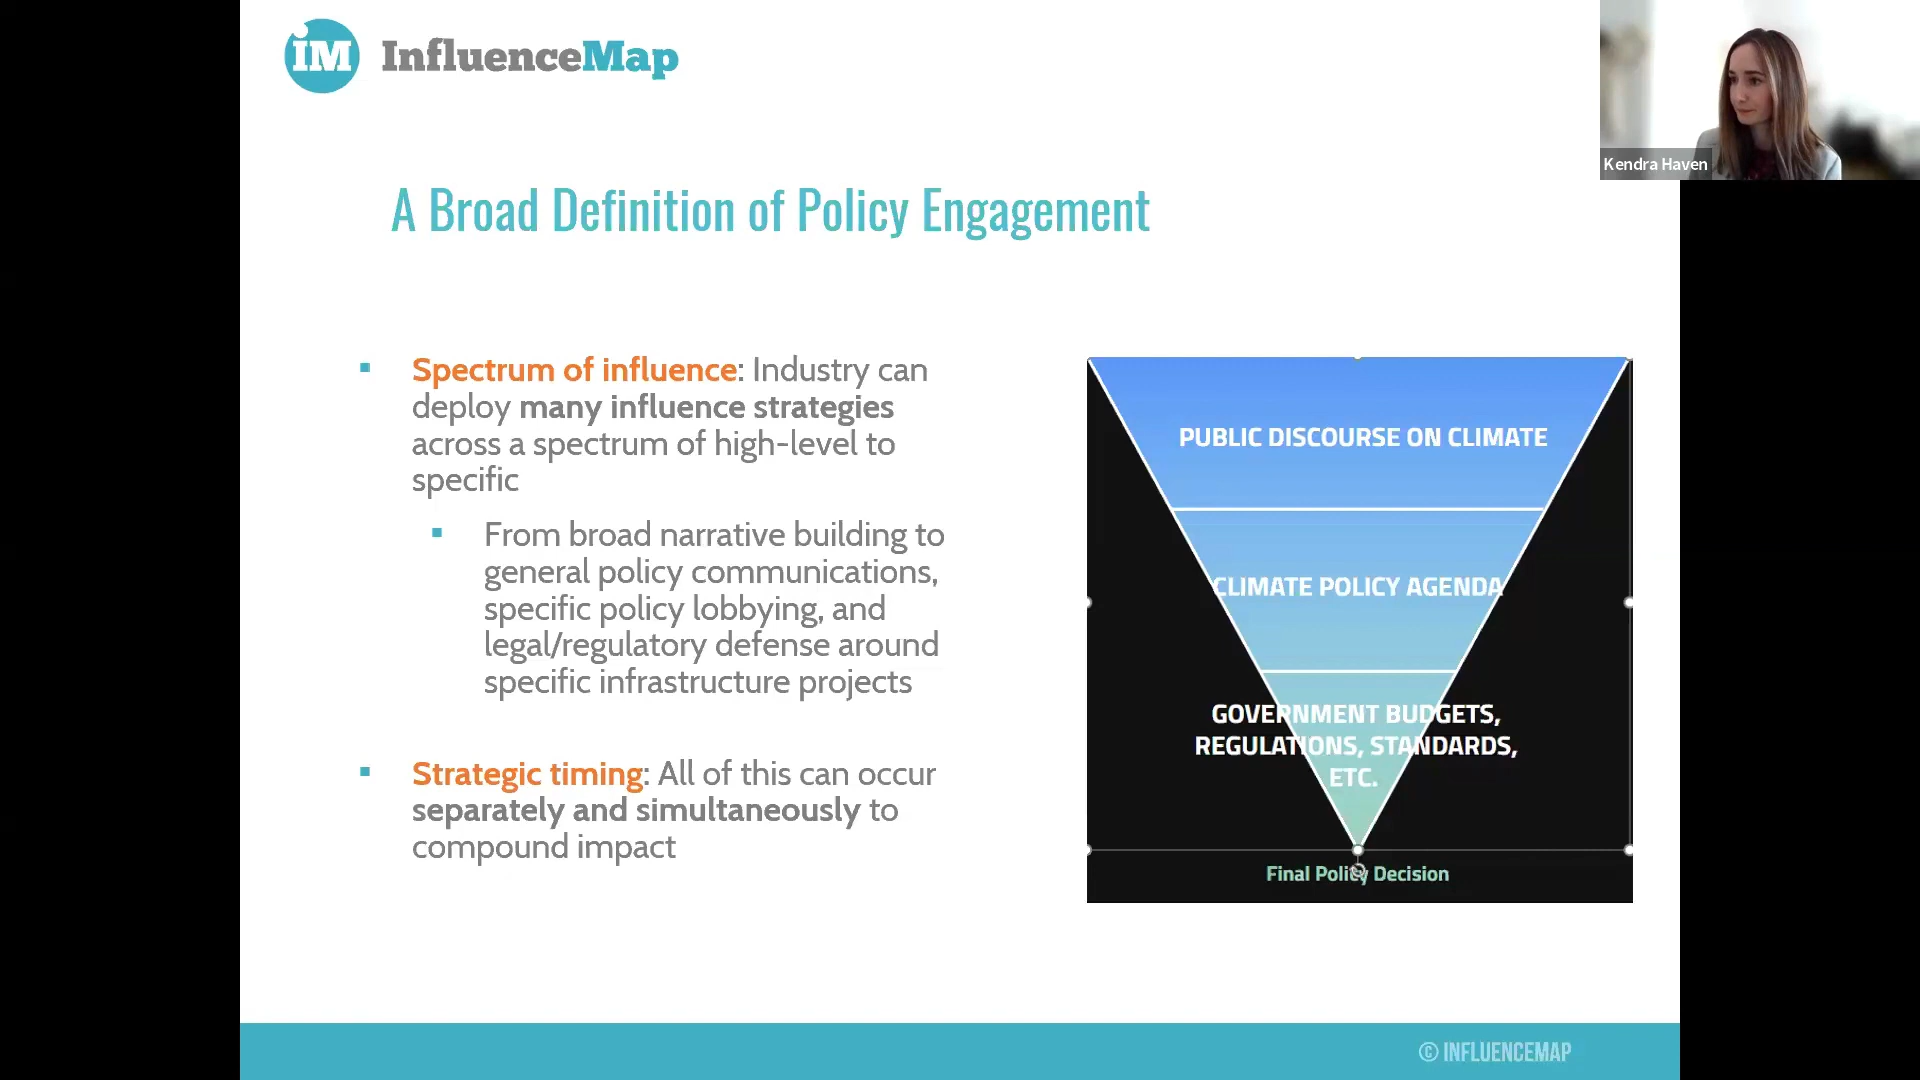 iM InfluenceMap
Kendra Haven
A Broad Definition of Policy Engagement
Spectrum of influence: Industry can
deploy many influence strategies
across a spectrum of high-level to
specific
From broad narrative building to
general policy communications,
specific policy lobbying, and
legal/regulatory defense around
specific infrastructure projects
Strategic timing: All of this can occur
separately and simultaneously to
compound impact
PUBLIC DISCOURSE ON CLIMATE
CLIMATE POLICY AGENDA
GOVERNMENT BUDGETS,
REGULATIONS, STANDARDS,
ETC.
Final Policy Decision
© INFLUENCEMAP